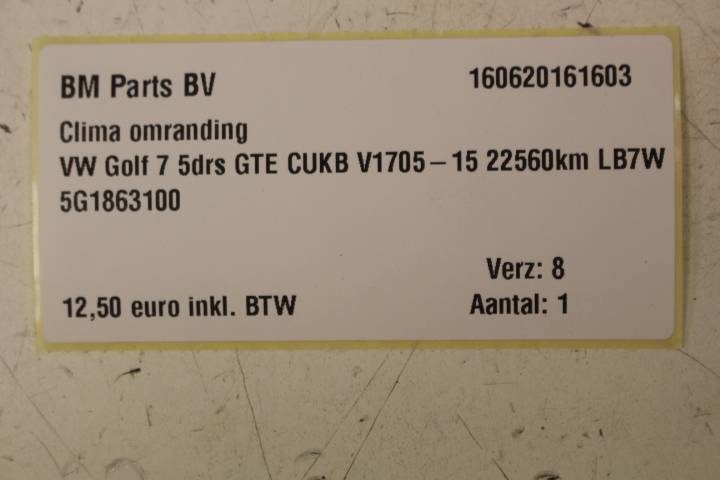 BM Parts BV 160620161603
Clima omranding
VW Golf 7 5drs GTE CUKB V1705-15 22560km LB7W
5G1863100
Verz: 8
12,50 euro inkl. BTW Aantal: 1